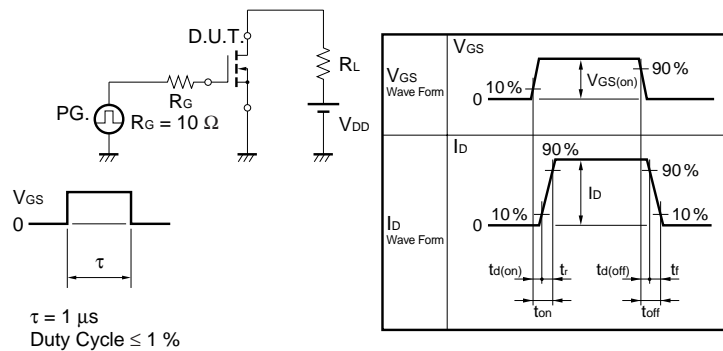 D.U.T.
RL
RG
PG.
RG = 10 Ω
VDD
VGS
0
τ
τ = 1 μs
Duty Cycle ≤ 1 %
VGS
Wave Form
VGS
10 %
0
VGS(on)
90 %
ID
Wave Form
ID
90 %
90 %
10 %
0
ID
10 %
td(on)
tr
td(off)
tf
ton
toff